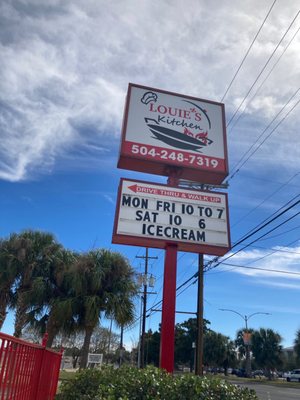 LOUIE'S
Kitchen
504-248-7319
DRIVE THRU & WALK UP
MON FRI 10 TO 7
SAT 10 6
ICECREAM